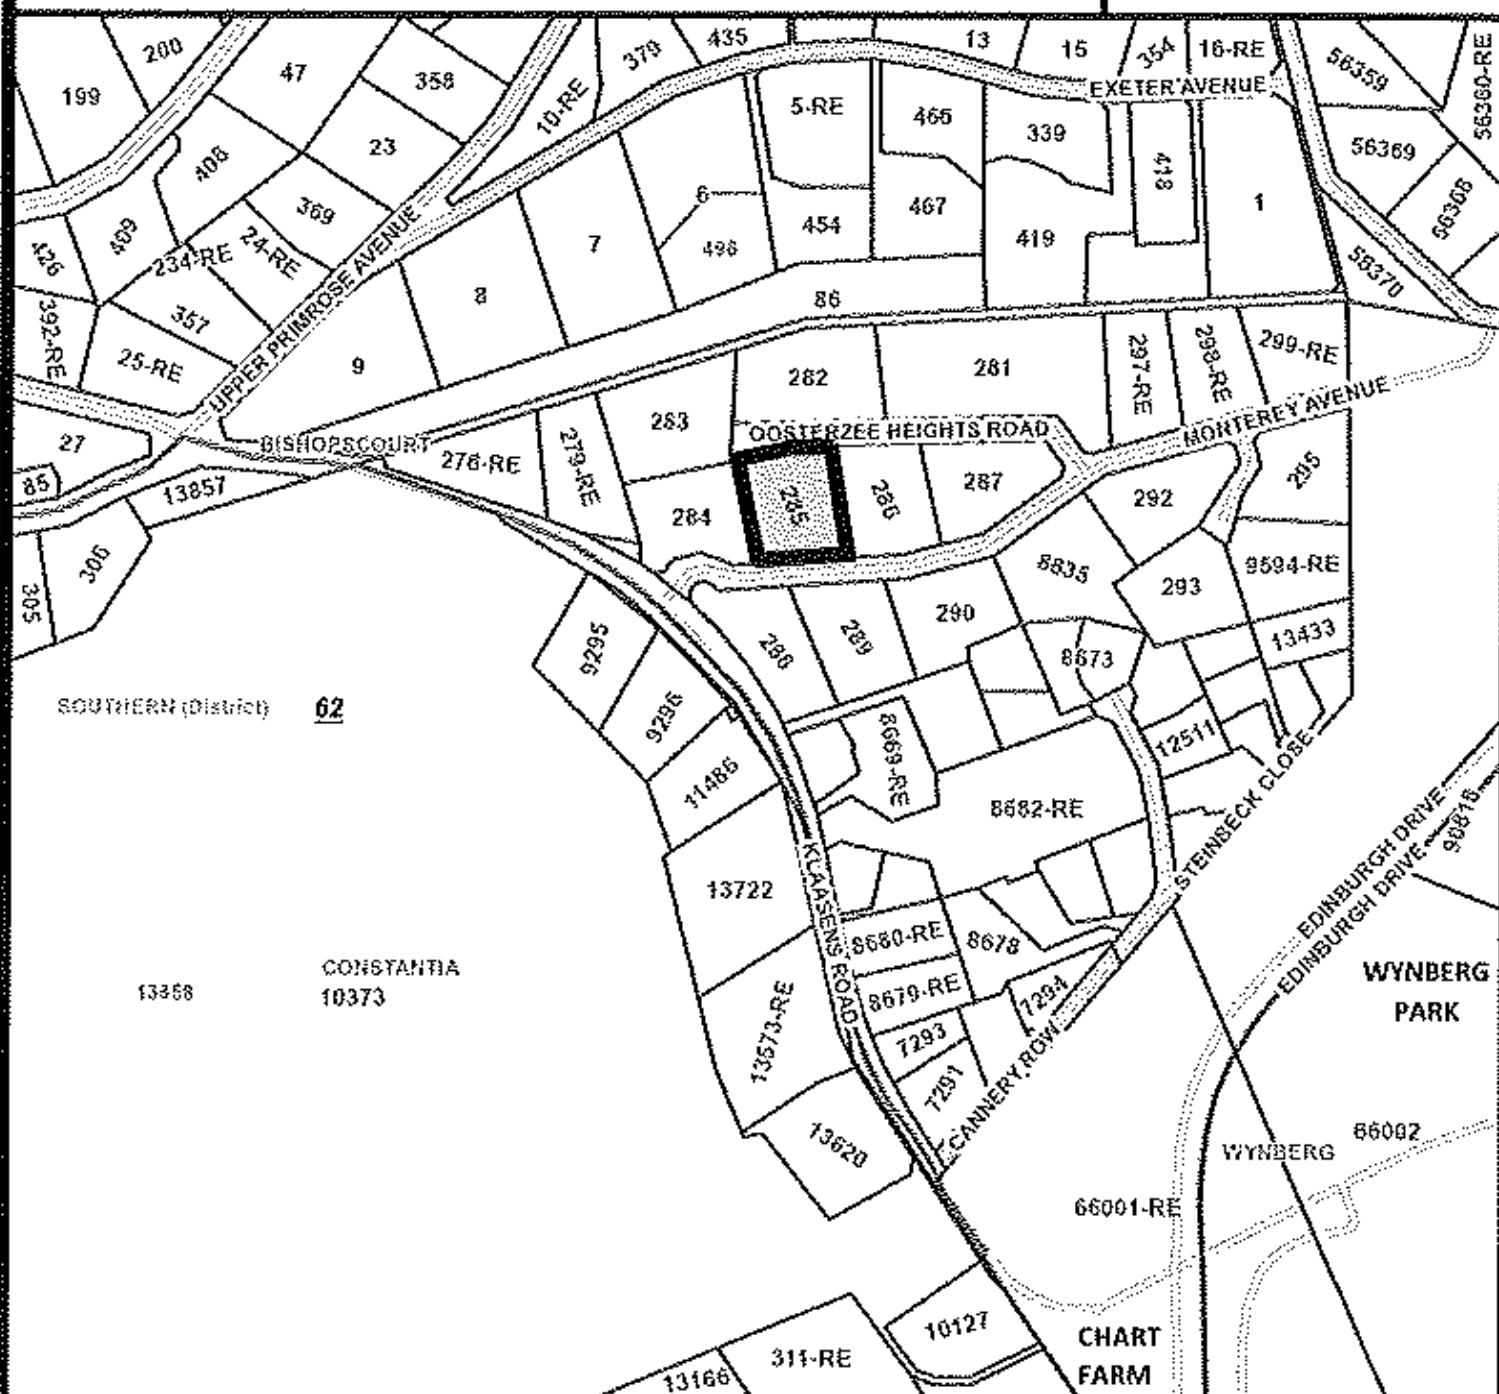 200
47
379
435
13
15
354
16-RE
56359
56360-RE
199
358
10-RE
5-RE
EXETER AVENUE
466
339
23
406
418
56369
369
6
467
454
1
56368
409
7
496
419
426
234-RE
24-RE
58370
8
86
392-RE
357
UPPER PRIMROSE AVENUE
25-RE
9
282
281
297-RE
298-RE
299-RE
MONTEREY AVENUE
283
OOSTERZEE HEIGHTS ROAD
27
BISHOPSCOURT
276-RE
279-RE
85
13857
284
285
286
287
292
295
306
305
8835
293
9594-RE
290
289
286
9295
8673
13433
SOUTHERN (District)
62
9296
12511
8669-RE
11486
8682-RE
STEINBECK CLOSE
EDINBURGH DRIVE
EDINBURGH DRIVE
90816
13722
KLAASENS ROAD
8680-RE
8678
CONSTANTIA
10373
8679-RE
7294
WYNBERG
PARK
13573-RE
7293
7291
CANNERY ROW
13620
66002
WYNBERG
66001-RE
10127
311-RE
13166
CHART
FARM